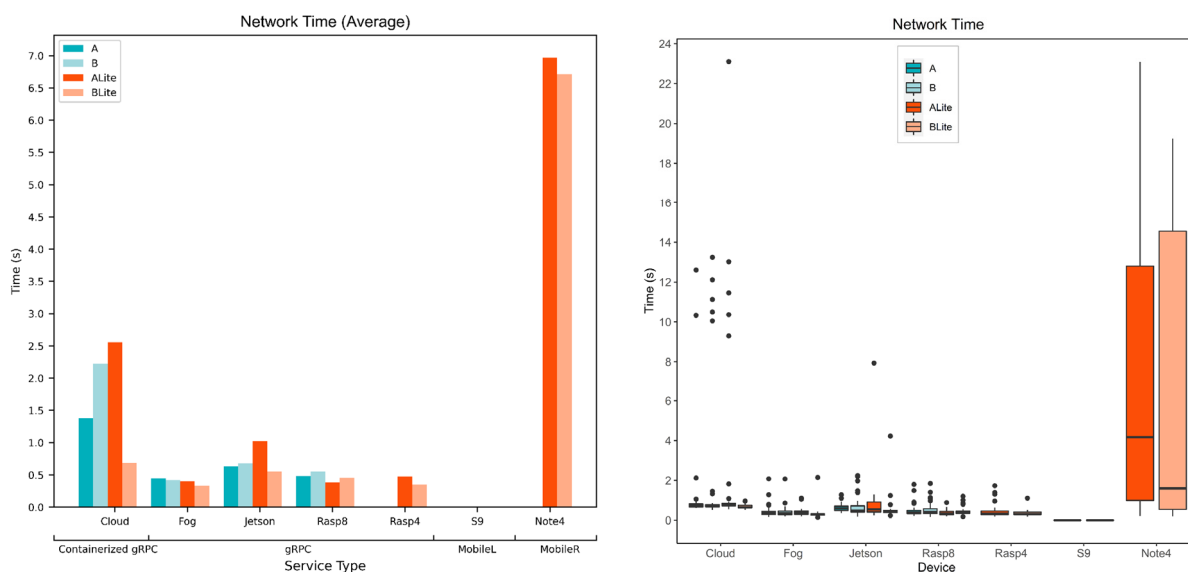 Network Time (Average)
A
B
ALite
BLite
7.0
6.5
6.0
5.5
5.0
4.5
4.0
3.5
3.0
2.5
2.0
1.5
1.0
0.5
0.0
Time (s)
Cloud Fog Jetson Rasp8 Rasp4 S9 Note4
Containerized gRPC gRPC MobileL MobileR
Service Type
Network Time
A
B
ALite
BLite
24
22
20
18
16
14
12
10
8
6
4
2
0
Time (s)
Cloud Fog Jetson Rasp8 Rasp4 S9 Note4
Device